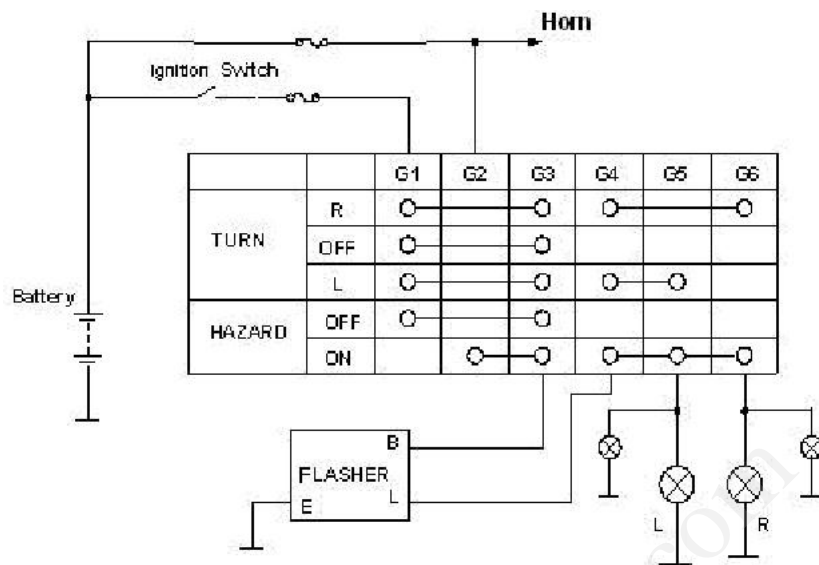 Horn
Ignition Switch
G1 G2 G3 G4 G5 G6
TURN R
OFF
L
Battery
HAZARD OFF
ON
B
FLASHER
E L
L R